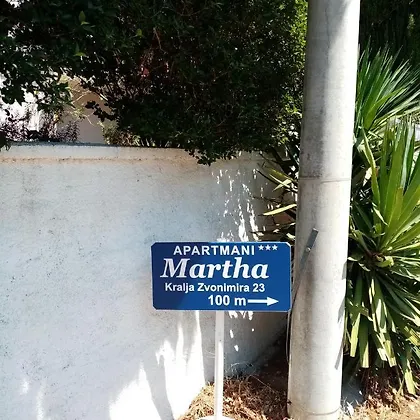 APARTMANI ***
Martha
Kralja Zvonimira 23
100 m →